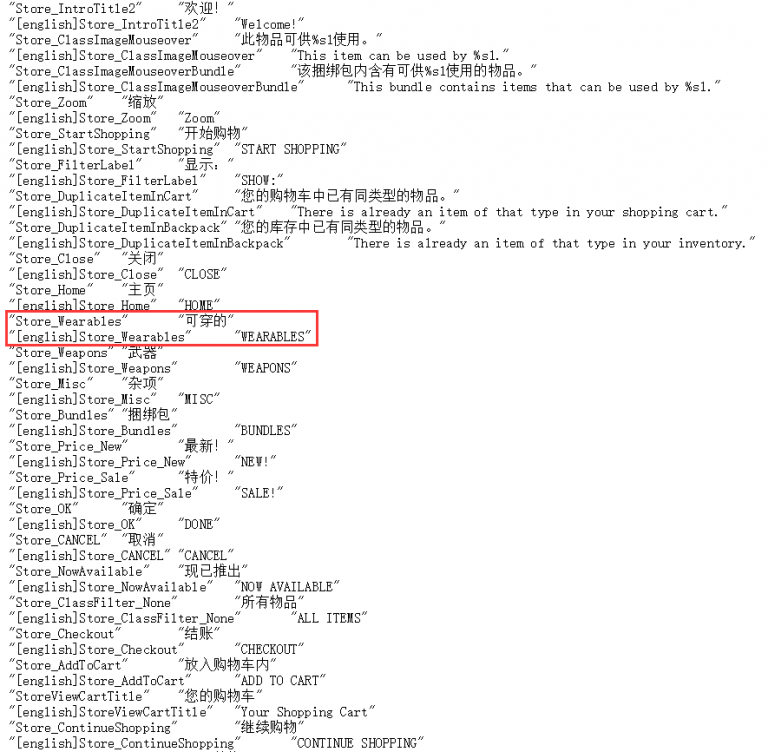 "Store_IntroTitle2" "欢迎！"
"[english]Store_IntroTitle2" "Welcome!"
"Store_ClassImageMouseover" "此物品可供%s1使用。"
"[english]Store_ClassImageMouseover" "This item can be used by %s1."
"Store_ClassImageMouseoverBundle" "该捆绑包内含有可供%s1使用的物品。"
"[english]Store_ClassImageMouseoverBundle" "This bundle contains items that can be used by %s1."
"Store_Zoom" "缩放"
"[english]Store_Zoom" "Zoom"
"Store_StartShopping" "开始购物"
"[english]Store_StartShopping" "START SHOPPING"
"Store_FilterLabel" "显示："
"[english]Store_FilterLabel" "SHOW:"
"Store_DuplicateItemInCart" "您的购物车中已有同类型的物品。"
"[english]Store_DuplicateItemInCart" "There is already an item of that type in your shopping cart."
"Store_DuplicateItemInBackpack" "您的库存中已有同类型的物品。"
"[english]Store_DuplicateItemInBackpack" "There is already an item of that type in your inventory."
"Store_Close" "关闭"
"[english]Store_Close" "CLOSE"
"Store_Home" "主页"
"[english]Store_Home" "HOME"
"Store_Wearables" "可穿的"
"[english]Store_Wearables" "WEARABLES"
"Store_Weapons" "武器"
"[english]Store_Weapons" "WEAPONS"
"Store_Misc" "杂项"
"[english]Store_Misc" "MISC"
"Store_Bundles" "捆绑包"
"[english]Store_Bundles" "BUNDLES"
"Store_Price_New" "最新！"
"[english]Store_Price_New" "NEW!"
"Store_Price_Sale" "特价！"
"[english]Store_Price_Sale" "SALE!"
"Store_OK" "确定"
"[english]Store_OK" "DONE"
"Store_CANCEL" "取消"
"[english]Store_CANCEL" "CANCEL"
"Store_NowAvailable" "现已推出"
"[english]Store_NowAvailable" "NOW AVAILABLE"
"Store_ClassFilter_None" "所有物品"
"[english]Store_ClassFilter_None" "ALL ITEMS"
"Store_Checkout" "结账"
"[english]Store_Checkout" "CHECKOUT"
"Store_AddToCart" "放入购物车内"
"[english]Store_AddToCart" "ADD TO CART"
"StoreViewCartTitle" "您的购物车"
"[english]StoreViewCartTitle" "Your Shopping Cart"
"Store_ContinueShopping" "继续购物"
"[english]Store_ContinueShopping" "CONTINUE SHOPPING"